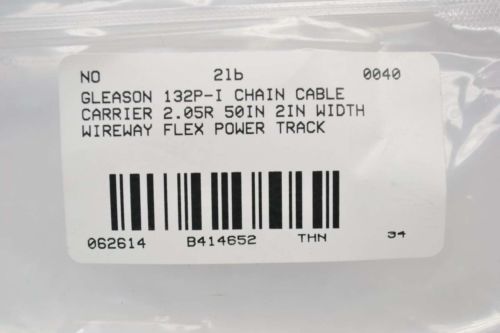 NO 2lb 0040
GLEASON 132P-I CHAIN CABLE
CARRIER 2.05R 50IN 2IN WIDTH
WIREWAY FLEX POWER TRACK
062614 B414652 THN 34